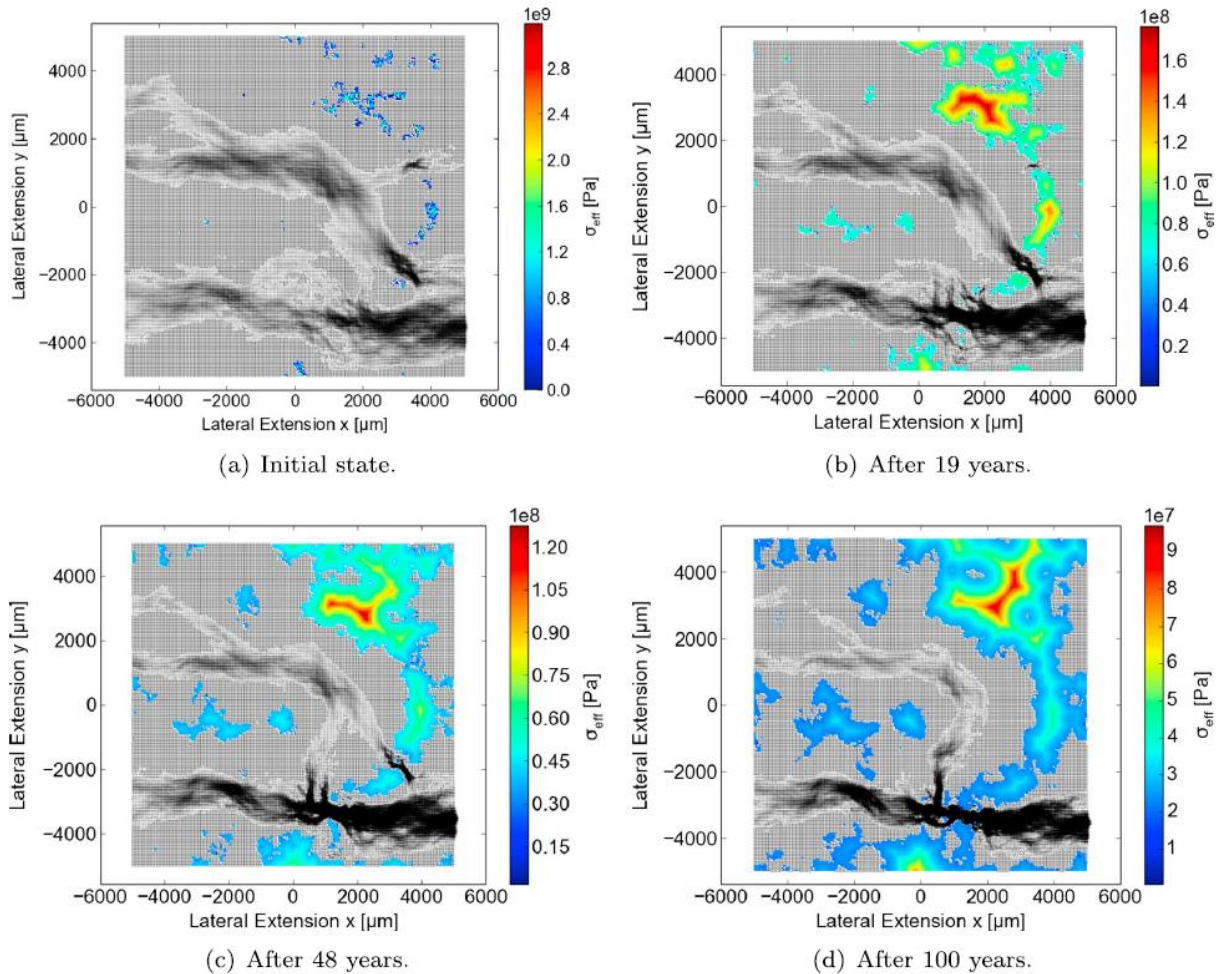 1e9
4000
2000
0
−2000
−4000
Lateral Extension y [µm]
−6000 −4000 −2000 0 2000 4000 6000
Lateral Extension x [µm]
2.8
2.4
2.0
1.6
1.2
0.8
0.4
0.0
σeff [Pa]
(a) Initial state.
1e8
4000
2000
0
−2000
−4000
Lateral Extension y [µm]
−6000 −4000 −2000 0 2000 4000 6000
Lateral Extension x [µm]
1.6
1.4
1.2
1.0
0.8
0.6
0.4
0.2
σeff [Pa]
(b) After 19 years.
1e8
4000
2000
0
−2000
−4000
Lateral Extension y [µm]
−6000 −4000 −2000 0 2000 4000 6000
Lateral Extension x [µm]
1.20
1.05
0.90
0.75
0.60
0.45
0.30
0.15
σeff [Pa]
(c) After 48 years.
1e7
4000
2000
0
−2000
−4000
Lateral Extension y [µm]
−6000 −4000 −2000 0 2000 4000 6000
Lateral Extension x [µm]
9
8
7
6
5
4
3
2
1
σeff [Pa]
(d) After 100 years.